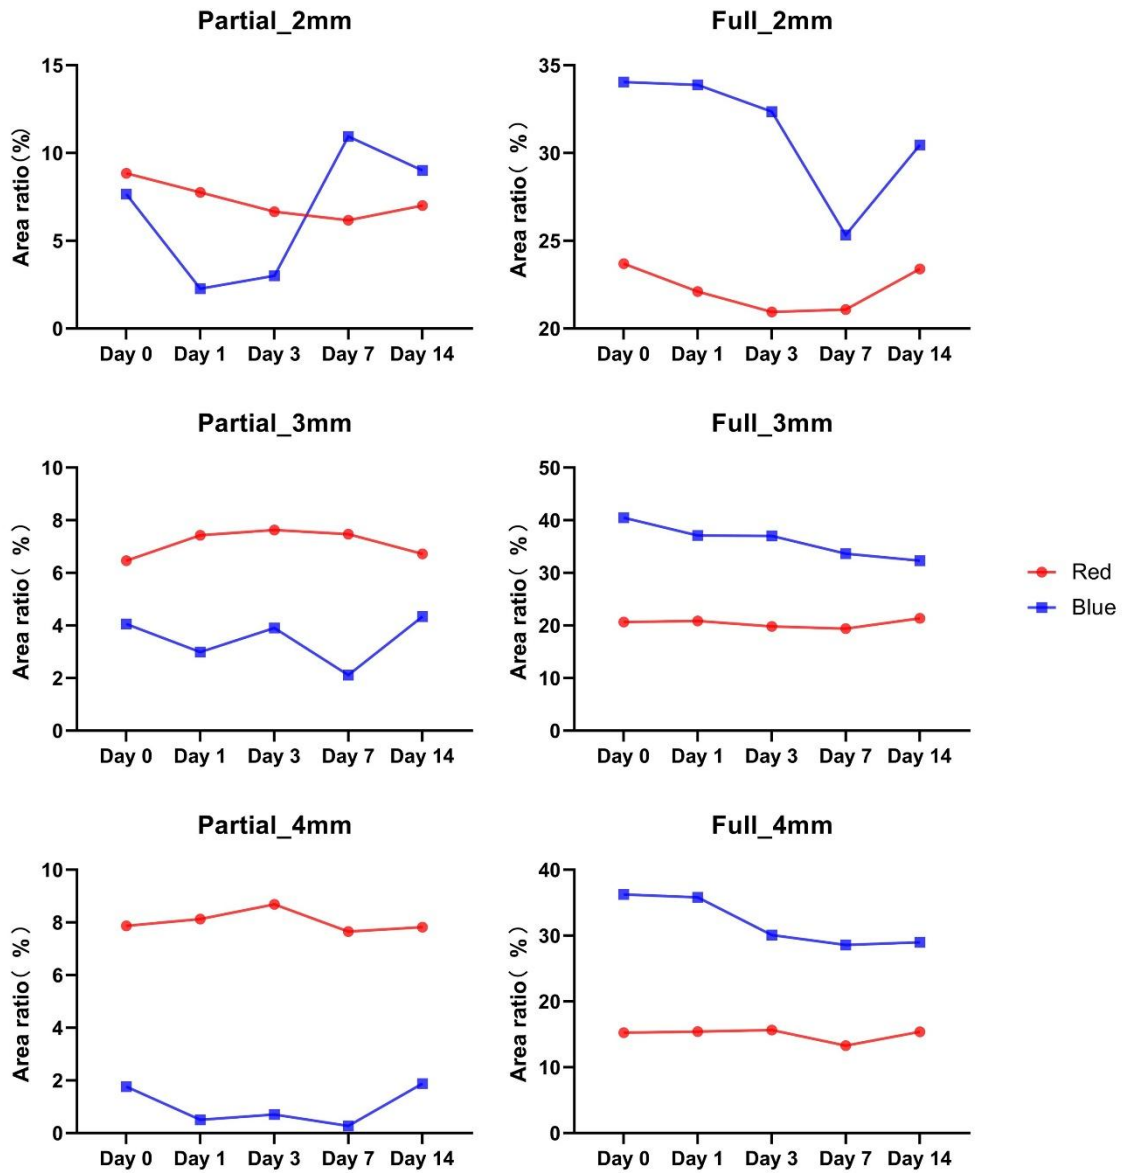 Partial_2mm
Area ratio(%)
15
10
5
0
Day 0 Day 1 Day 3 Day 7 Day 14
Full_2mm
Area ratio( %)
35
30
25
20
Day 0 Day 1 Day 3 Day 7 Day 14
Partial_3mm
Area ratio( %)
10
8
6
4
2
0
Day 0 Day 1 Day 3 Day 7 Day 14
Full_3mm
Area ratio( %)
50
40
30
20
10
0
Day 0 Day 1 Day 3 Day 7 Day 14
Red
Blue
Partial_4mm
Area ratio( %)
10
8
6
4
2
0
Day 0 Day 1 Day 3 Day 7 Day 14
Full_4mm
Area ratio( %)
40
30
20
10
0
Day 0 Day 1 Day 3 Day 7 Day 14